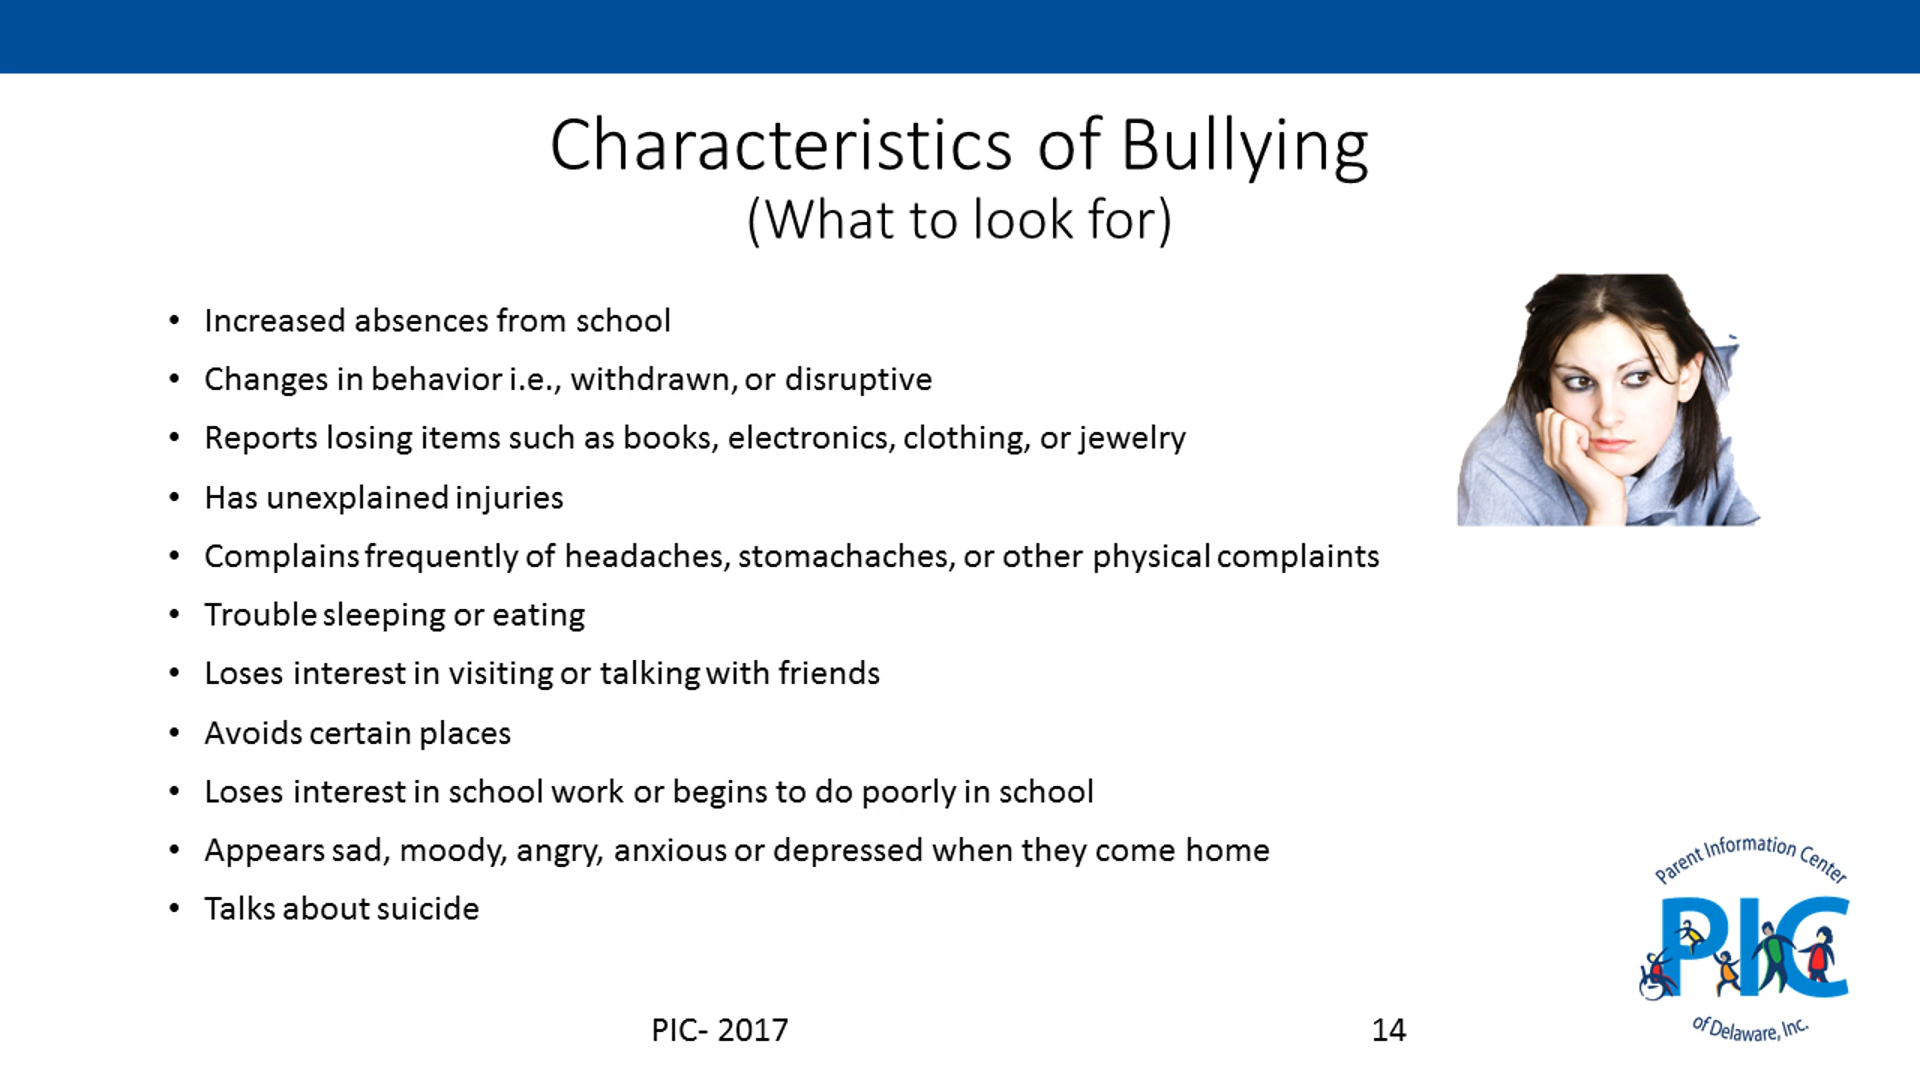 Characteristics of Bullying
(What to look for)
• Increased absences from school
• Changes in behavior i.e., withdrawn, or disruptive
• Reports losing items such as books, electronics, clothing, or jewelry
• Has unexplained injuries
• Complains frequently of headaches, stomachaches, or other physical complaints
• Trouble sleeping or eating
• Loses interest in visiting or talking with friends
• Avoids certain places
• Loses interest in school work or begins to do poorly in school
• Appears sad, moody, angry, anxious or depressed when they come home
• Talks about suicide
Parent Information Center
PIC
of Delaware, Inc.
PIC- 2017
14